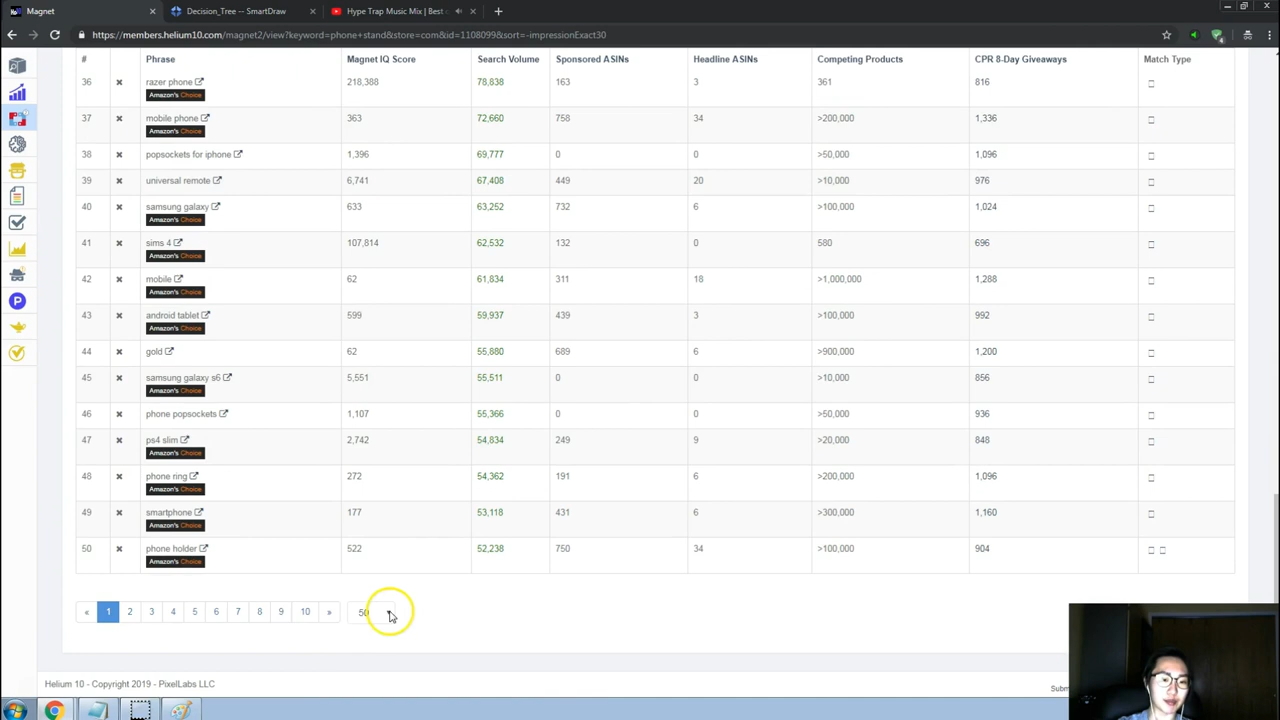 Magnet
Decision_Tree -- SmartDraw
Hype Trap Music Mix | Best
https://members.helium10.com/magnet2/view?keyword=phone+stand&store=com&id=1108099&sort=-impressionExact30
# Phrase Magnet IQ Score Search Volume Sponsored ASINs Headline ASINs Competing Products CPR 8-Day Giveaways Match Type
36 razer phone 218,388 78,838 163 3 361 816
Amazon's Choice
37 mobile phone 363 72,660 758 34 >200,000 1,336
Amazon's Choice
38 popsockets for iphone 1,396 69,777 0 0 >50,000 1,096
39 universal remote 6,741 67,408 449 20 >10,000 976
40 samsung galaxy 633 63,252 732 6 >100,000 1,024
Amazon's Choice
41 sims 4 107,814 62,532 132 0 580 696
Amazon's Choice
42 mobile 62 61,834 311 18 >1,000,000 1,288
Amazon's Choice
43 android tablet 599 59,937 439 3 >100,000 992
Amazon's Choice
44 gold 62 55,880 689 6 >900,000 1,200
45 samsung galaxy s6 5,551 55,511 0 0 >10,000 856
Amazon's Choice
46 phone popsockets 1,107 55,366 0 0 >50,000 936
47 ps4 slim 2,742 54,834 249 9 >20,000 848
Amazon's Choice
48 phone ring 272 54,362 191 6 >200,000 1,096
Amazon's Choice
49 smartphone 177 53,118 431 6 >300,000 1,160
Amazon's Choice
50 phone holder 522 52,238 750 34 >100,000 904
Amazon's Choice
« 1 2 3 4 5 6 7 8 9 10 » 50
Helium 10 - Copyright 2019 - PixelLabs LLC